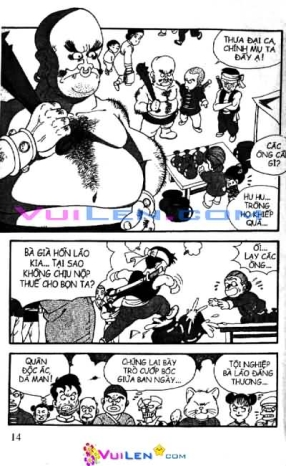 THƯA ĐẠI CA,
CHÍNH MỤ TA
ĐẤY Ạ!
CÁC
ÔNG CẦN
GÌ?
HU HU...
TRÔNG
HỌ KHIẾP
QUÁ...
VuiLen.com
BÀ GIÀ HỖN LÁO
KIA... TẠI SAO
KHÔNG CHỊU NỘP
THUẾ CHO BỌN TA?
ỐI...
LẠY CÁC
ÔNG...
QUÂN
ĐỘC ÁC,
DÃ MAN!
CHÚNG LẠI BÀY
TRÒ CƯỚP BÓC
GIỮA BAN NGÀY...
TỘI NGHIỆP
BÀ LÃO ĐÁNG
THƯƠNG...
14
VuiLen.com